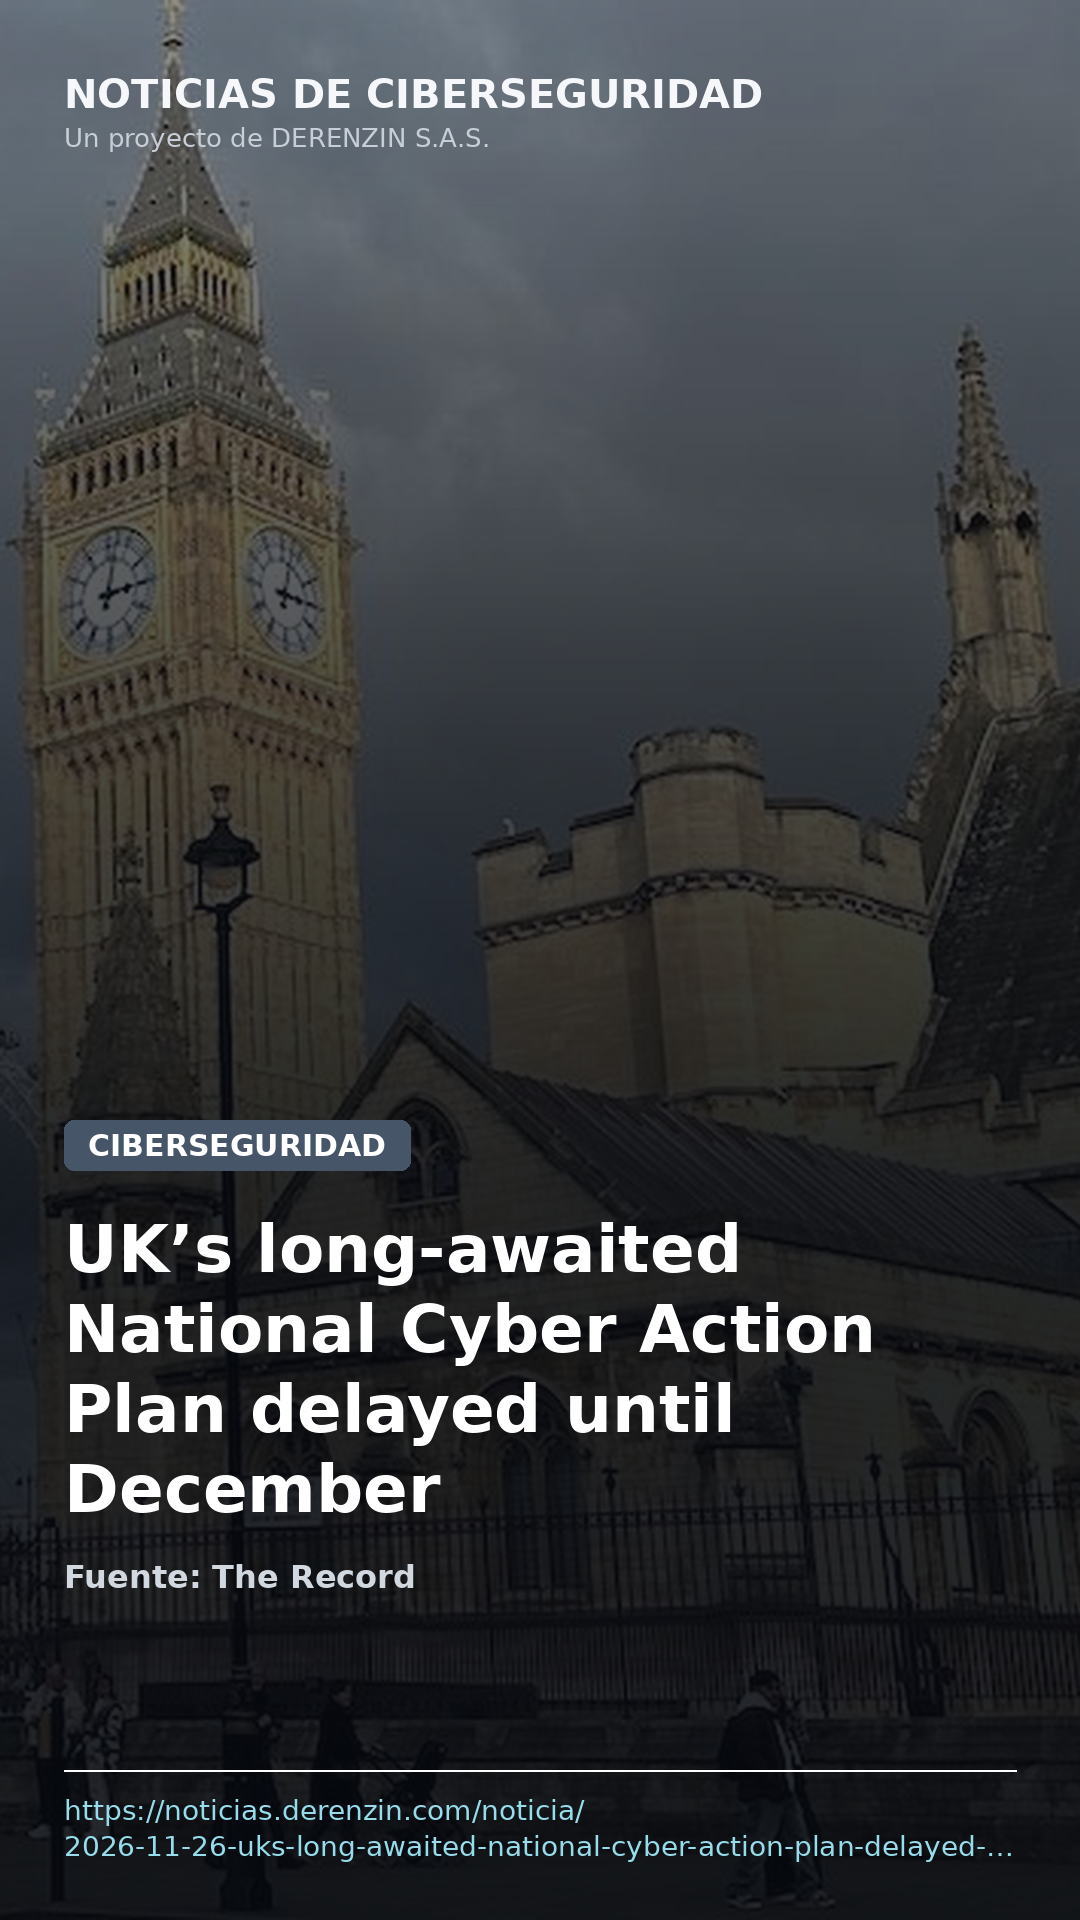 NOTICIAS DE CIBERSEGURIDAD
Un proyecto de DERENZIN S.A.S.
CIBERSEGURIDAD
UK’s long-awaited
National Cyber Action
Plan delayed until
December
Fuente: The Record
https://noticias.derenzin.com/noticia/
2026-11-26-uks-long-awaited-national-cyber-action-plan-delayed-…